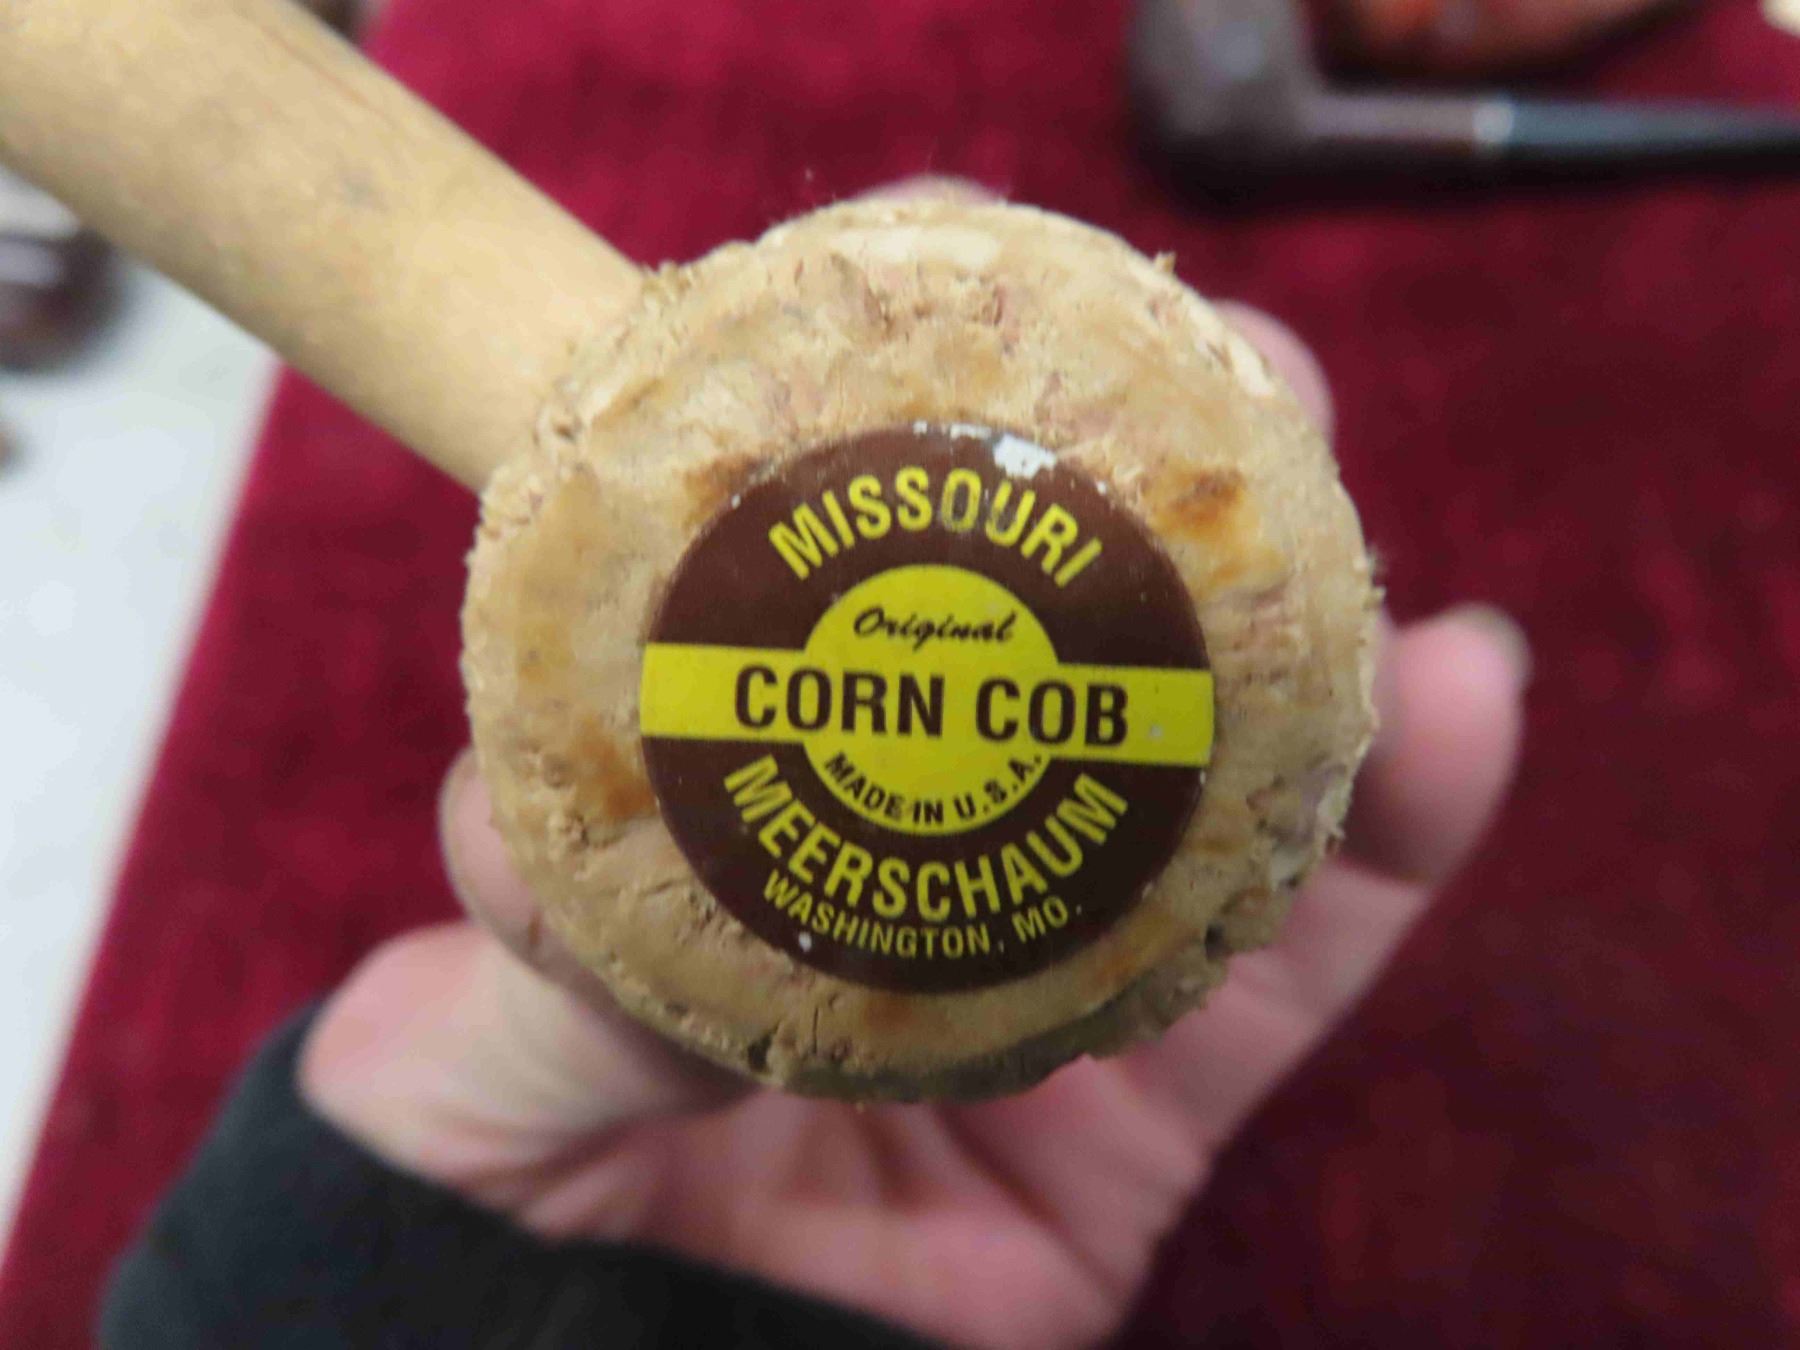 MISSOURI
Original
CORN COB
MADE IN U.S.A.
MEERSCHAUM
WASHINGTON, MO.